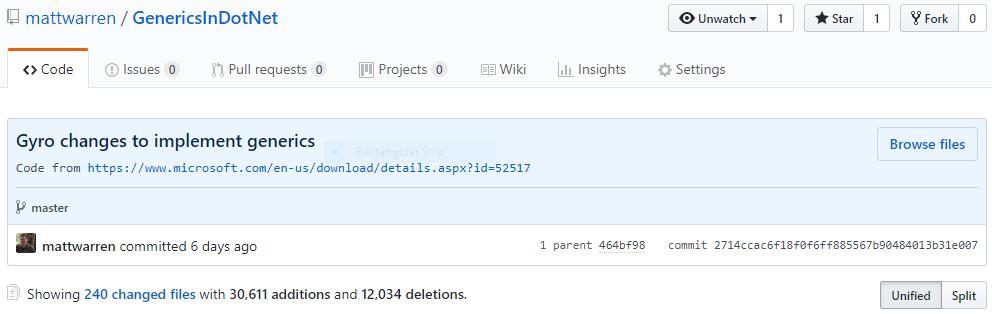 mattwarren / GenericsInDotNet Unwatch 1 Star 1 Fork 0
Code Issues 0 Pull requests 0 Projects 0 Wiki Insights Settings
Gyro changes to implement generics Browse files
Rectangular Snip
Code from https://www.microsoft.com/en-us/download/details.aspx?id=52517
master
mattwarren committed 6 days ago 1 parent 464bf98 commit 2714ccac6f18f0f6ff885567b90484013b31e007
Showing 240 changed files with 30,611 additions and 12,034 deletions. Unified Split